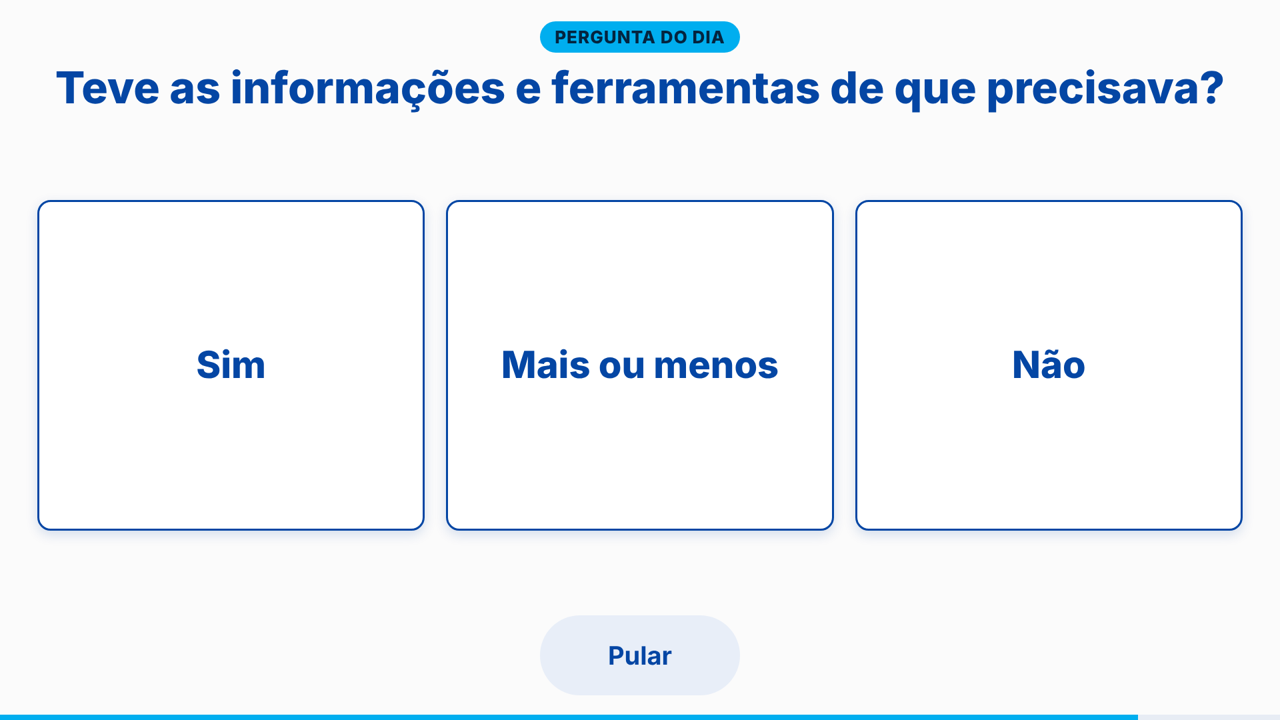 PERGUNTA DO DIA
Teve as informações e ferramentas de que precisava?
Sim
Mais ou menos
Não
Pular